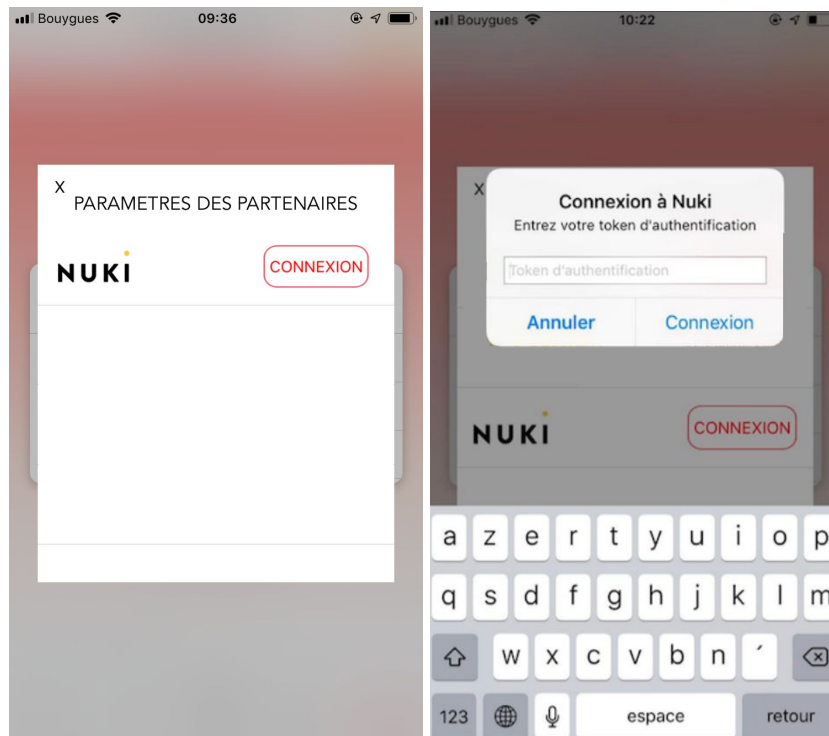 Bouygues 09:36
X
PARAMETRES DES PARTENAIRES
NUKI CONNEXION
Bouygues 10:22
X
Connexion à Nuki
Entrez votre token d'authentification
Token d'authentification
Annuler Connexion
NUKI CONNEXION
a z e r t y u i o p
q s d f g h j k l m
w x c v b n ´
123 espace retour